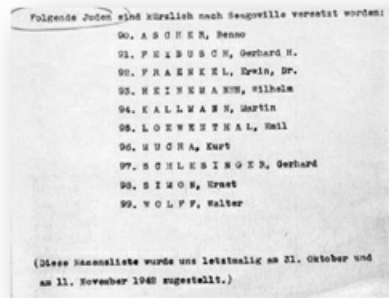 Folgende Juden sind kürzlich nach Seagoville versetzt worden:
90. A S C H E R, Benno
91. F E I B U S C H, Gerhard H.
92. F R A E N K E L, Erwin, Dr.
93. H E I N E M A N N, Wilhelm
94. K A L L M A N N, Martin
95. L O E W E N T H A L, Emil
96. M U C H A, Kurt
97. S C H L E S I N G E R, Gerhard
98. S I M O N, Ernst
99. W O L F F, Walter
(Diese Namensliste wurde uns letztmalig am 21. Oktober und
am 11. November 1942 zugestellt.)